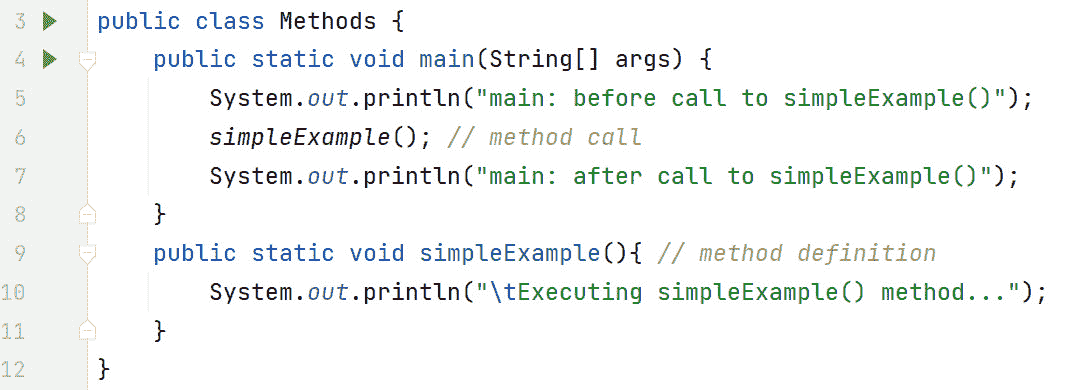 3 public class Methods {
4 public static void main(String[] args) {
5 System.out.println("main: before call to simpleExample()");
6 simpleExample(); // method call
7 System.out.println("main: after call to simpleExample()");
8 }
9 public static void simpleExample(){ // method definition
10 System.out.println("\tExecuting simpleExample() method...");
11 }
12 }